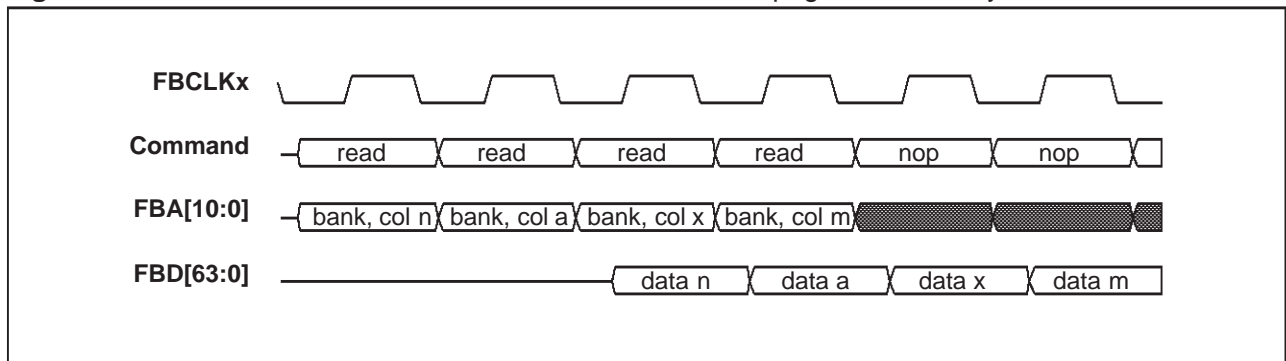 FBCLKx
Command read read read read nop nop
FBA[10:0] bank, col n bank, col a bank, col x bank, col m
FBD[63:0] data n data a data x data m